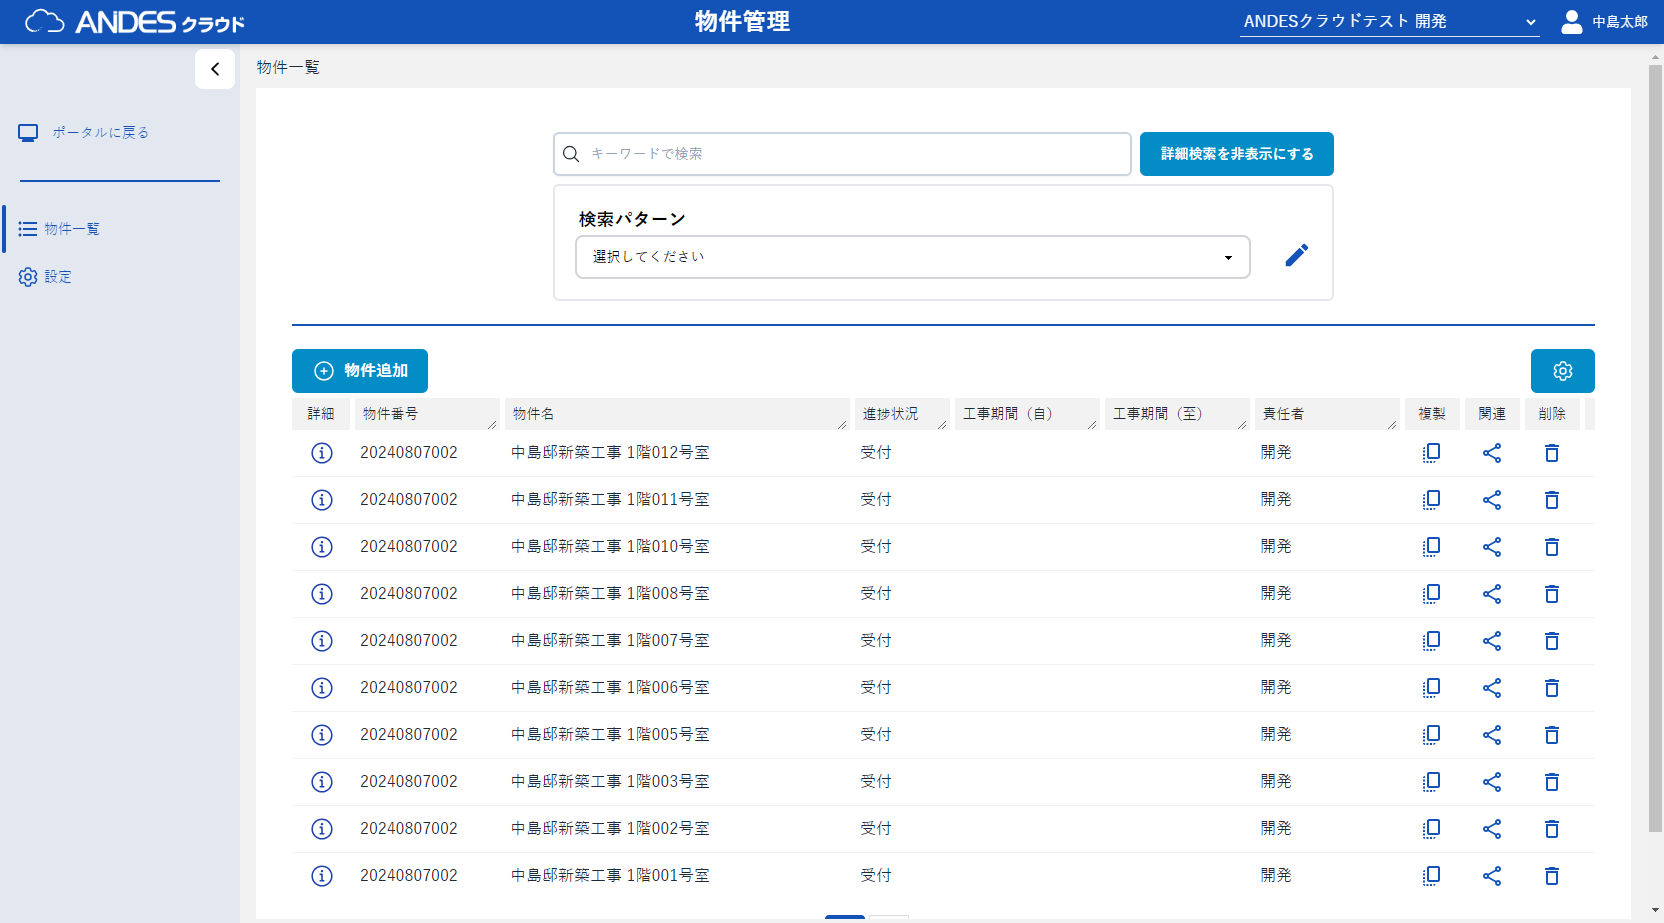 ANDES クラウド
物件管理
ANDESクラウドテスト 開発
中島太郎
物件一覧
ポータルに戻る
物件一覧
設定
キーワードで検索
詳細検索を非表示にする
検索パターン
選択してください
物件追加
詳細 物件番号 物件名 進捗状況 工事期間（自） 工事期間（至） 責任者 複製 関連 削除
20240807002 中島邸新築工事 1階012号室 受付 開発
20240807002 中島邸新築工事 1階011号室 受付 開発
20240807002 中島邸新築工事 1階010号室 受付 開発
20240807002 中島邸新築工事 1階008号室 受付 開発
20240807002 中島邸新築工事 1階007号室 受付 開発
20240807002 中島邸新築工事 1階006号室 受付 開発
20240807002 中島邸新築工事 1階005号室 受付 開発
20240807002 中島邸新築工事 1階003号室 受付 開発
20240807002 中島邸新築工事 1階002号室 受付 開発
20240807002 中島邸新築工事 1階001号室 受付 開発